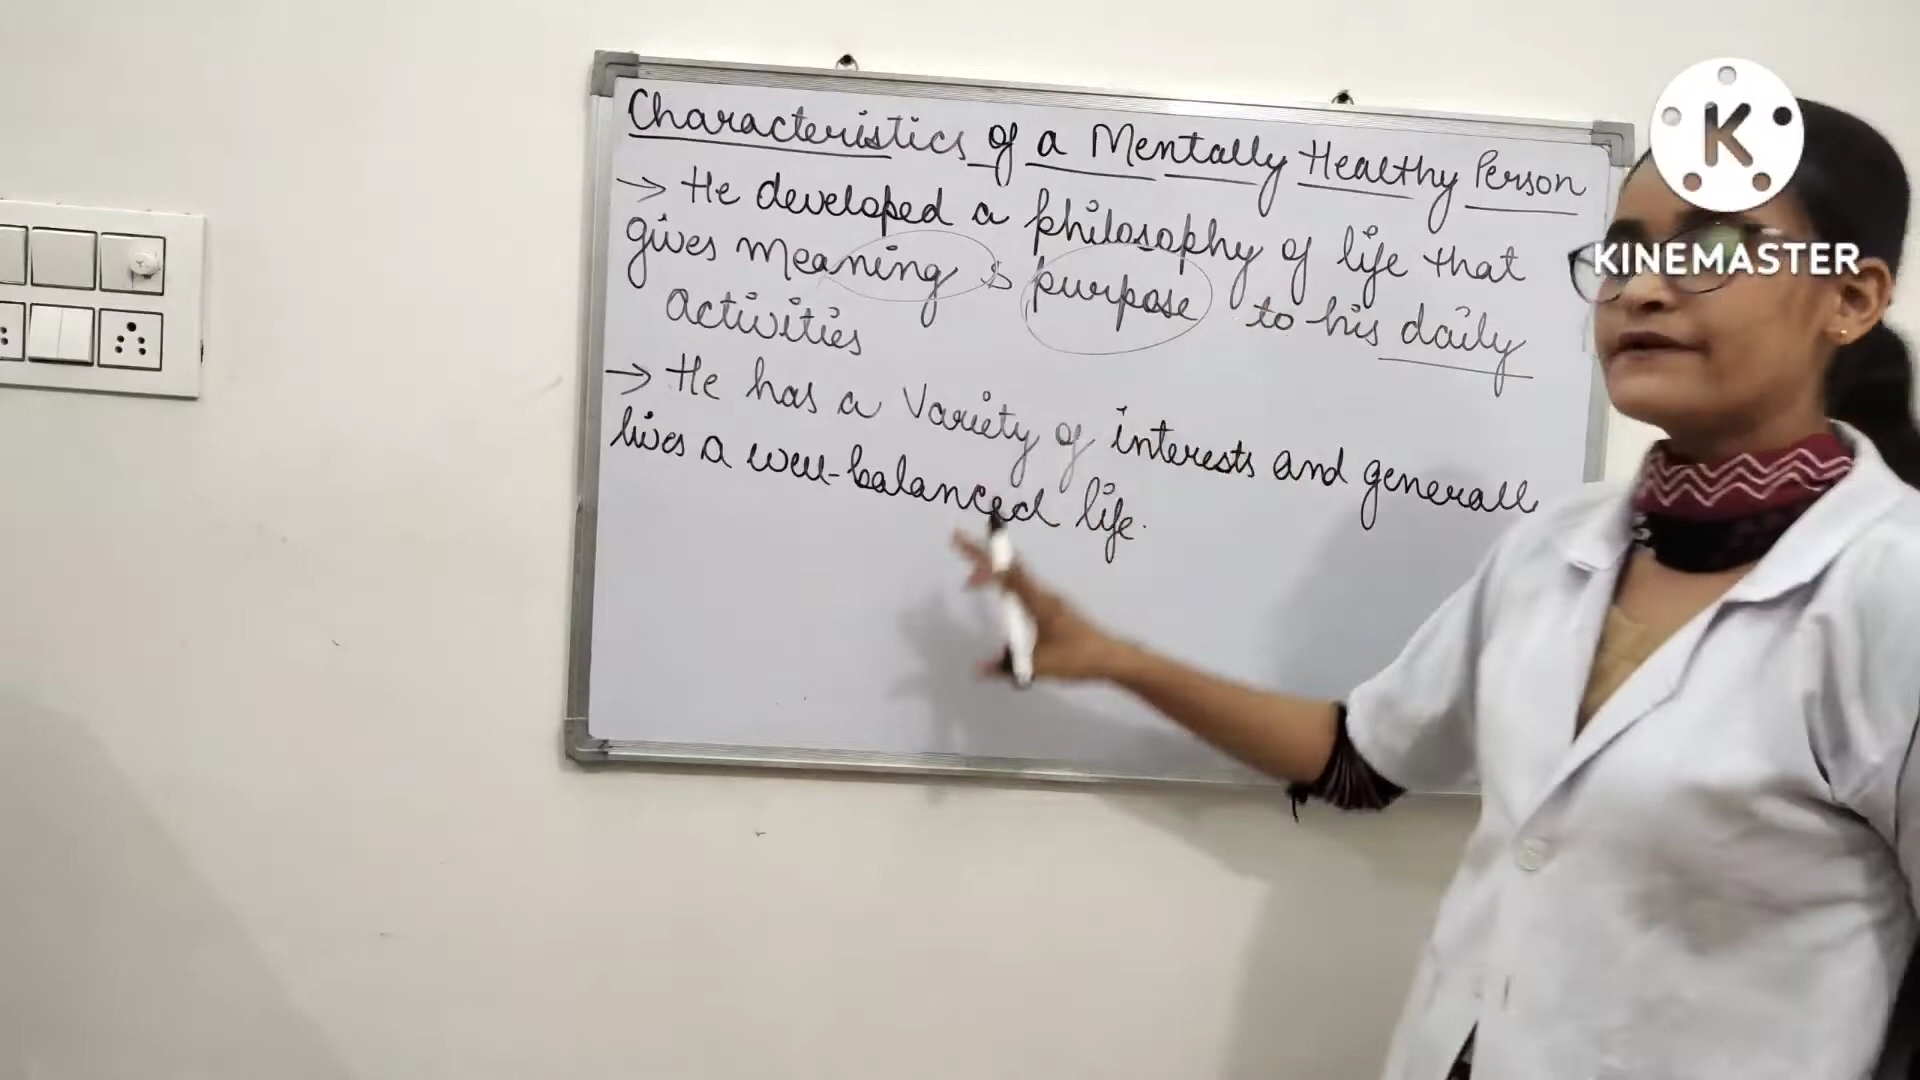 Characteristics of a Mentally Healthy Person
→ He developed a philosophy of life that
gives meaning & purpose to his daily
activities
→ He has a Variety of interests and generall
lives a well-balanced life.
K
KINEMASTER